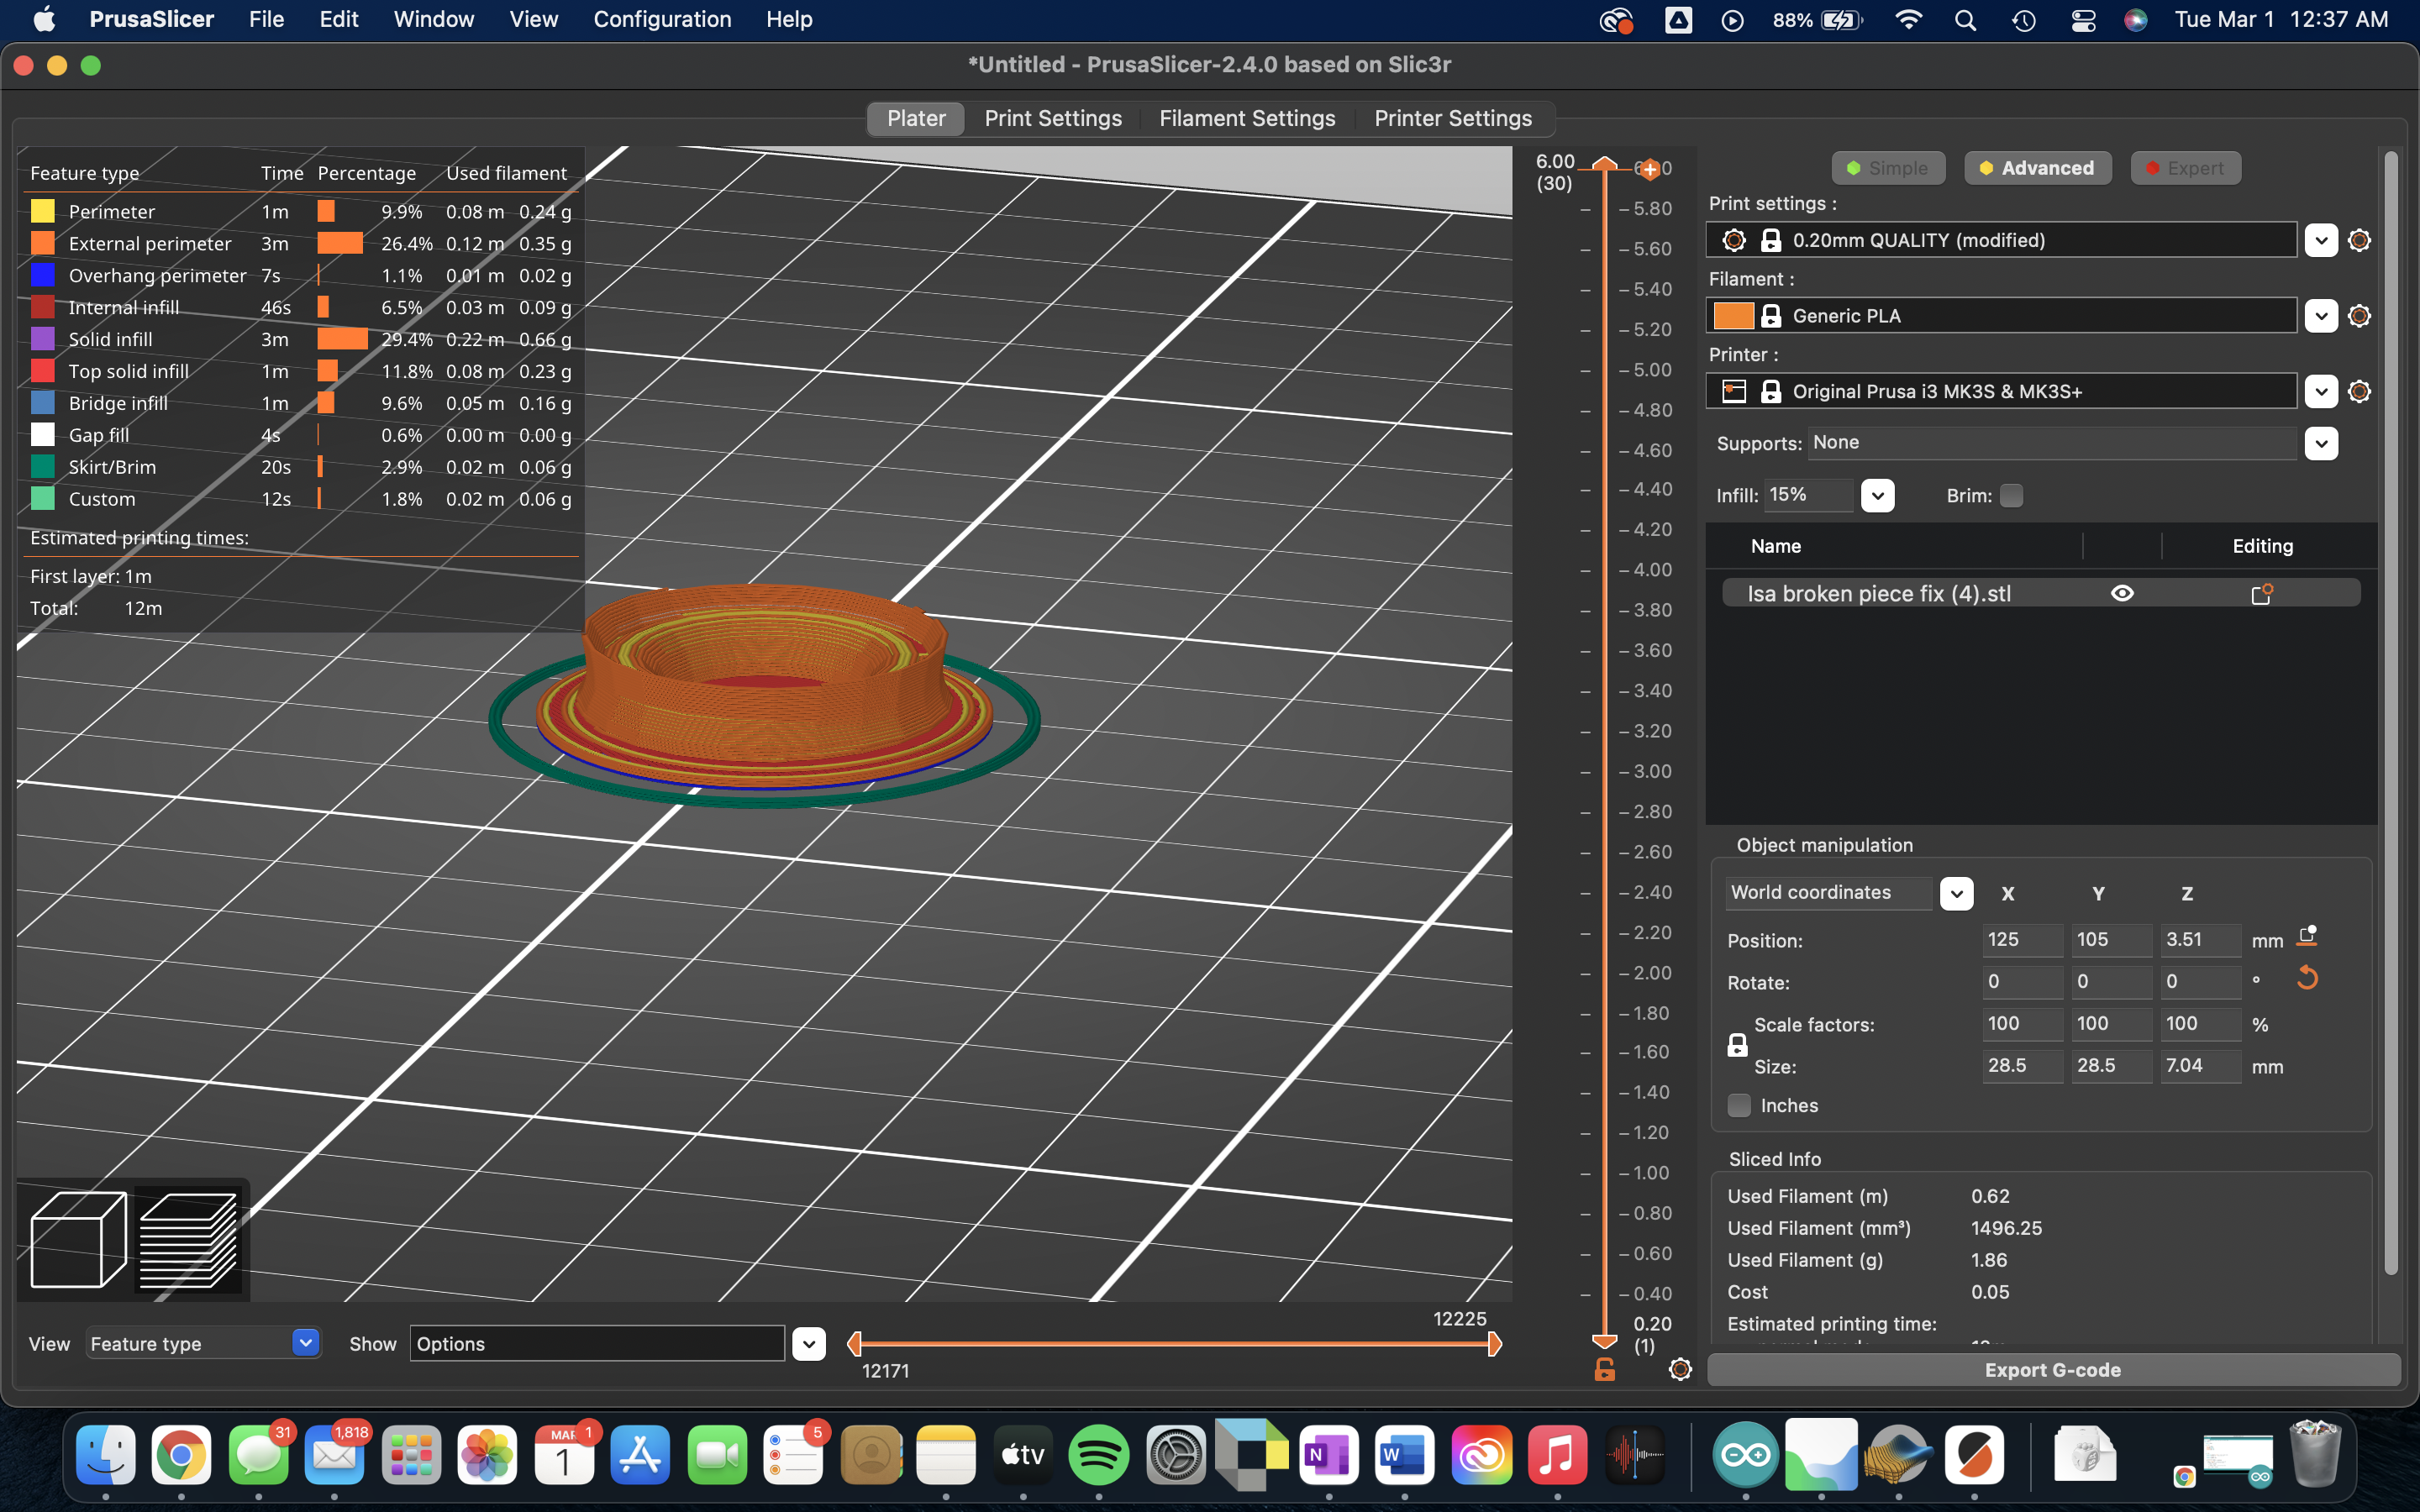 PrusaSlicer File Edit Window View Configuration Help 88% Tue Mar 1 12:37 AM
*Untitled - PrusaSlicer-2.4.0 based on Slic3r
Plater Print Settings Filament Settings Printer Settings
Feature type Time Percentage Used filament
Perimeter 1m 9.9% 0.08 m 0.24 g
External perimeter 3m 26.4% 0.12 m 0.35 g
Overhang perimeter 7s 1.1% 0.01 m 0.02 g
Internal infill 46s 6.5% 0.03 m 0.09 g
Solid infill 3m 29.4% 0.22 m 0.66 g
Top solid infill 1m 11.8% 0.08 m 0.23 g
Bridge infill 1m 9.6% 0.05 m 0.16 g
Gap fill 4s 0.6% 0.00 m 0.00 g
Skirt/Brim 20s 2.9% 0.02 m 0.06 g
Custom 12s 1.8% 0.02 m 0.06 g
Estimated printing times:
First layer: 1m
Total: 12m
6.00
(30)
5.80
5.60
5.40
5.20
5.00
4.80
4.60
4.40
4.20
4.00
3.80
3.60
3.40
3.20
3.00
2.80
2.60
2.40
2.20
2.00
1.80
1.60
1.40
1.20
1.00
0.80
0.60
0.40
0.20
(1)
Simple Advanced Expert
Print settings :
0.20mm QUALITY (modified)
Filament :
Generic PLA
Printer :
Original Prusa i3 MK3S & MK3S+
Supports: None
Infill: 15% Brim:
Name Editing
Isa broken piece fix (4).stl
Object manipulation
World coordinates X Y Z
Position: 125 105 3.51 mm
Rotate: 0 0 0 °
Scale factors: 100 100 100 %
Size: 28.5 28.5 7.04 mm
Inches
Sliced Info
Used Filament (m) 0.62
Used Filament (mm³) 1496.25
Used Filament (g) 1.86
Cost 0.05
Estimated printing time:
Export G-code
View Feature type Show Options
12225
12171
31
1,818
MAR 1
1
5
tv
N
W